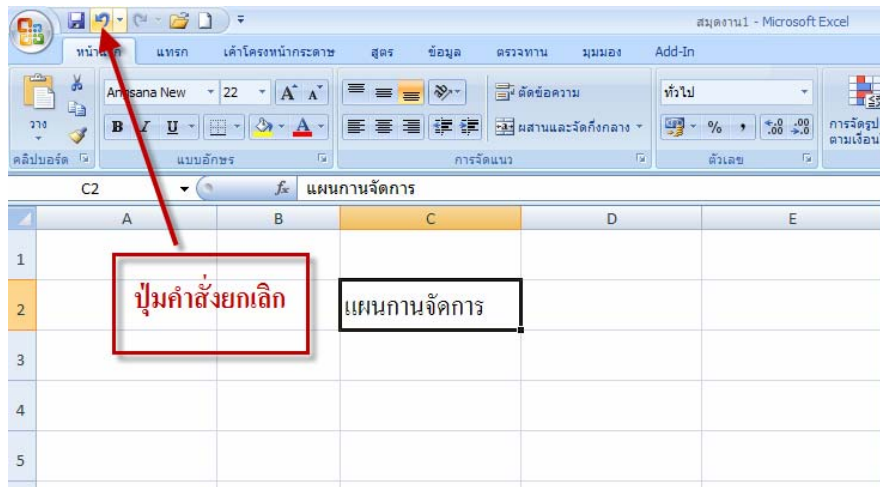 สมุดงาน1 - Microsoft Excel
หน้าแรก แทรก เค้าโครงหน้ากระดาษ สูตร ข้อมูล ตรวจทาน มุมมอง Add-In
วาง
Angsana New 22 A A ตัดข้อความ ทั่วไป
B I U A ผสานและจัดกึ่งกลาง % , .0 .00 .00 .0 การจัดรูป
ตามเงื่อน
คลิปบอร์ด แบบอักษร การจัดแนว ตัวเลข
C2 fx แผนกานจัดการ
A B C D E
1
ปุ่มคำสั่งยกเลิก
2 แผนกานจัดการ
3
4
5